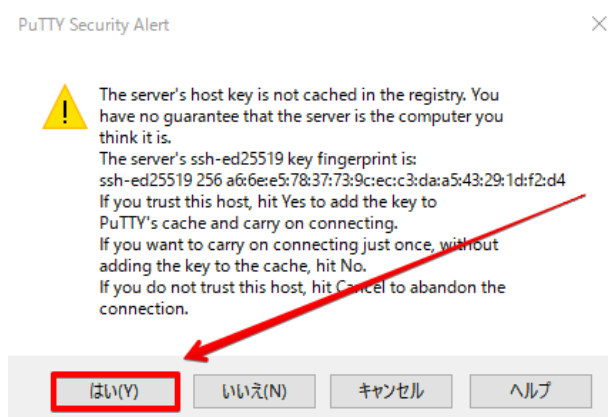 PuTTY Security Alert
The server's host key is not cached in the registry. You
have no guarantee that the server is the computer you
think it is.
The server's ssh-ed25519 key fingerprint is:
ssh-ed25519 256 a6:6e:e5:78:37:73:9c:ec:c3:da:a5:43:29:1d:f2:d4
If you trust this host, hit Yes to add the key to
PuTTY's cache and carry on connecting.
If you want to carry on connecting just once, without
adding the key to the cache, hit No.
If you do not trust this host, hit Cancel to abandon the
connection.
はい(Y) いいえ(N) キャンセル ヘルプ